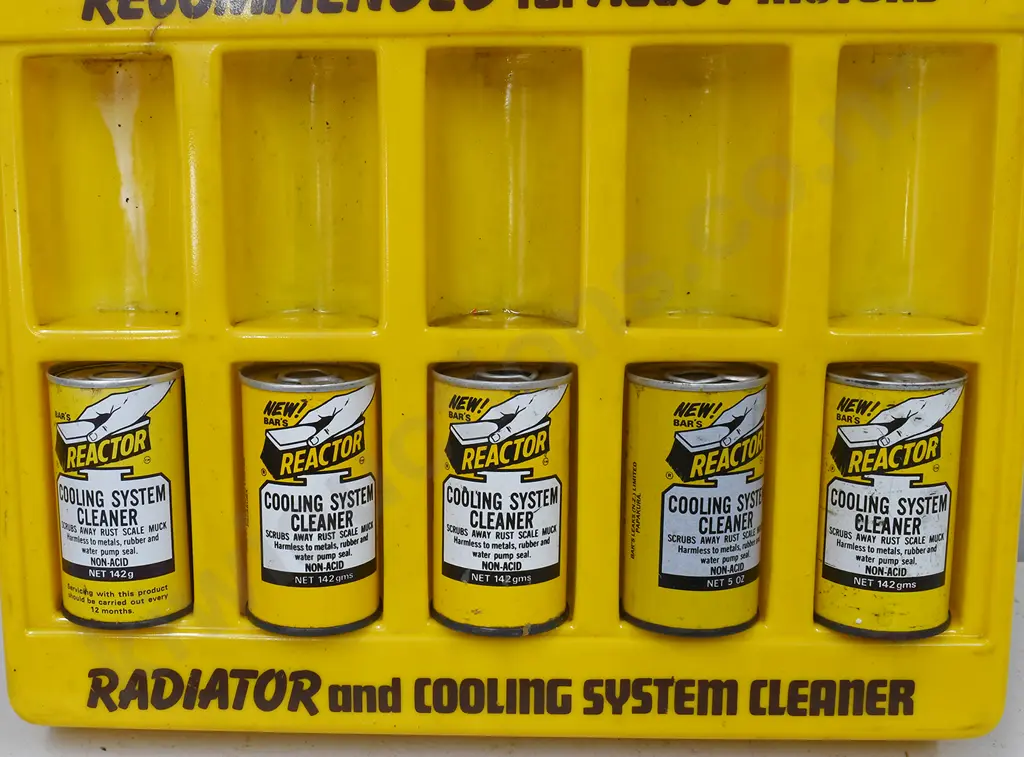 RECOMMENDED for
BAR'S
REACTOR
COOLING SYSTEM
CLEANER
SCRUBS AWAY RUST SCALE MUCK
Harmless to metals, rubber and
water pump seal.
NON-ACID
NET 142g
Servicing with this product
should be carried out every
12 months.
NEW!
BAR'S
REACTOR
COOLING SYSTEM
CLEANER
SCRUBS AWAY RUST SCALE MUCK
Harmless to metals, rubber and
water pump seal.
NON-ACID
NET 142gms
NEW!
BAR'S
REACTOR
COOLING SYSTEM
CLEANER
SCRUBS AWAY RUST SCALE MUCK
Harmless to metals, rubber and
water pump seal.
NON-ACID
NET 142gms
BAR'S LEAKS (N.Z.) LIMITED
PAPAKURA.
NEW!
BAR'S
REACTOR
COOLING SYSTEM
CLEANER
SCRUBS AWAY RUST SCALE MUCK
Harmless to metals, rubber and
water pump seal.
NON-ACID
NET 5 OZ
NEW!
BAR'S
REACTOR
COOLING SYSTEM
CLEANER
SCRUBS AWAY RUST SCALE MUCK
Harmless to metals, rubber and
water pump seal.
NON-ACID
NET 142gms
RADIATOR and COOLING SYSTEM CLEANER